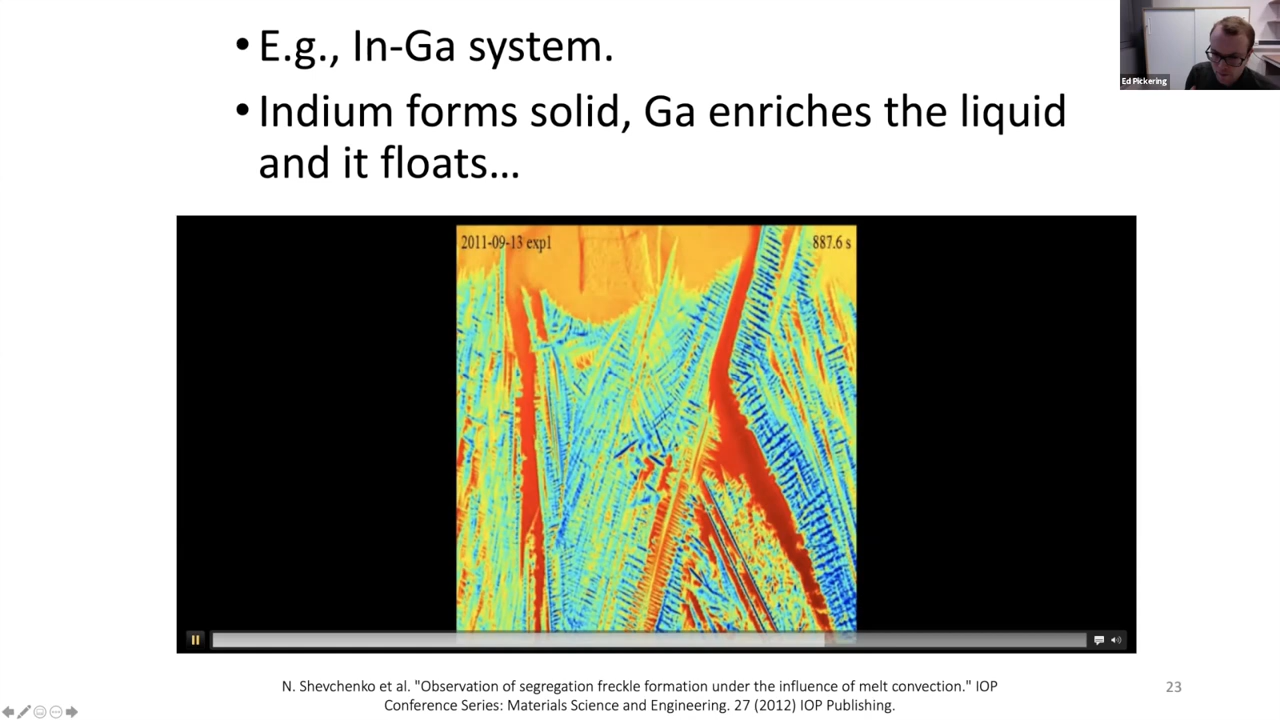 • E.g., In-Ga system.
• Indium forms solid, Ga enriches the liquid
and it floats...
Ed Pickering
2011-09-13 exp1
887.6 s
N. Shevchenko et al. "Observation of segregation freckle formation under the influence of melt convection." IOP
Conference Series: Materials Science and Engineering. 27 (2012) IOP Publishing.
23